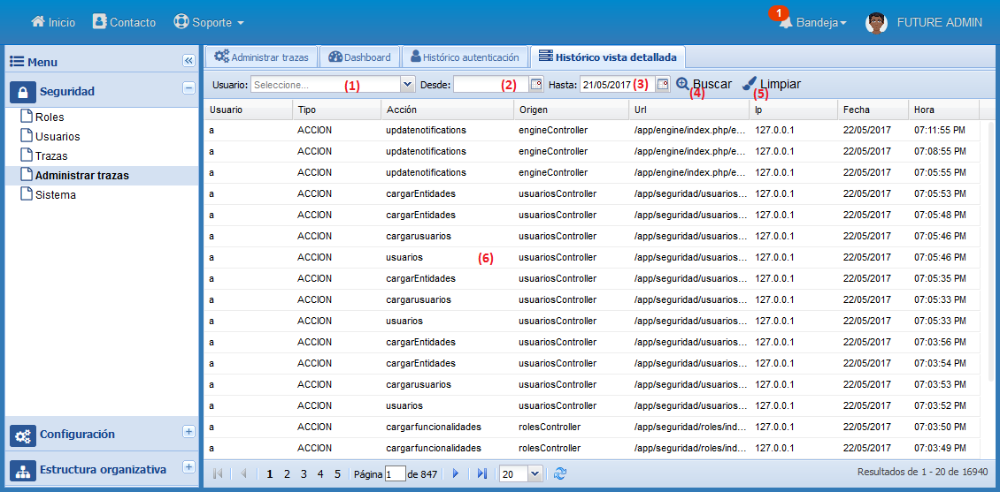 Inicio Contacto Soporte 1 Bandeja FUTURE ADMIN
Menu
Seguridad
Roles
Usuarios
Trazas
Administrar trazas
Sistema
Configuración
Estructura organizativa
Administrar trazas Dashboard Histórico autenticación Histórico vista detallada
Usuario: Seleccione... (1) Desde: (2) Hasta: 21/05/2017 (3) Buscar (4) Limpiar (5)
Usuario Tipo Acción Origen Url Ip Fecha Hora
a ACCION updatenotifications engineController /app/engine/index.php/e... 127.0.0.1 22/05/2017 07:11:55 PM
a ACCION updatenotifications engineController /app/engine/index.php/e... 127.0.0.1 22/05/2017 07:08:55 PM
a ACCION updatenotifications engineController /app/engine/index.php/e... 127.0.0.1 22/05/2017 07:05:55 PM
a ACCION cargarEntidades usuariosController /app/seguridad/usuarios... 127.0.0.1 22/05/2017 07:05:53 PM
a ACCION cargarEntidades usuariosController /app/seguridad/usuarios... 127.0.0.1 22/05/2017 07:05:48 PM
a ACCION cargarusuarios usuariosController /app/seguridad/usuarios... 127.0.0.1 22/05/2017 07:05:46 PM
a ACCION usuarios (6) usuariosController /app/seguridad/usuarios... 127.0.0.1 22/05/2017 07:05:46 PM
a ACCION cargarEntidades usuariosController /app/seguridad/usuarios... 127.0.0.1 22/05/2017 07:05:35 PM
a ACCION cargarusuarios usuariosController /app/seguridad/usuarios... 127.0.0.1 22/05/2017 07:05:33 PM
a ACCION usuarios usuariosController /app/seguridad/usuarios... 127.0.0.1 22/05/2017 07:05:33 PM
a ACCION cargarEntidades usuariosController /app/seguridad/usuarios... 127.0.0.1 22/05/2017 07:03:56 PM
a ACCION cargarEntidades usuariosController /app/seguridad/usuarios... 127.0.0.1 22/05/2017 07:03:54 PM
a ACCION cargarusuarios usuariosController /app/seguridad/usuarios... 127.0.0.1 22/05/2017 07:03:53 PM
a ACCION usuarios usuariosController /app/seguridad/usuarios... 127.0.0.1 22/05/2017 07:03:52 PM
a ACCION cargarfuncionalidades rolesController /app/seguridad/roles/ind... 127.0.0.1 22/05/2017 07:03:50 PM
a ACCION cargarfuncionalidades rolesController /app/seguridad/roles/ind... 127.0.0.1 22/05/2017 07:03:49 PM
1 2 3 4 5 Página 1 de 847 20 Resultados de 1 - 20 de 16940